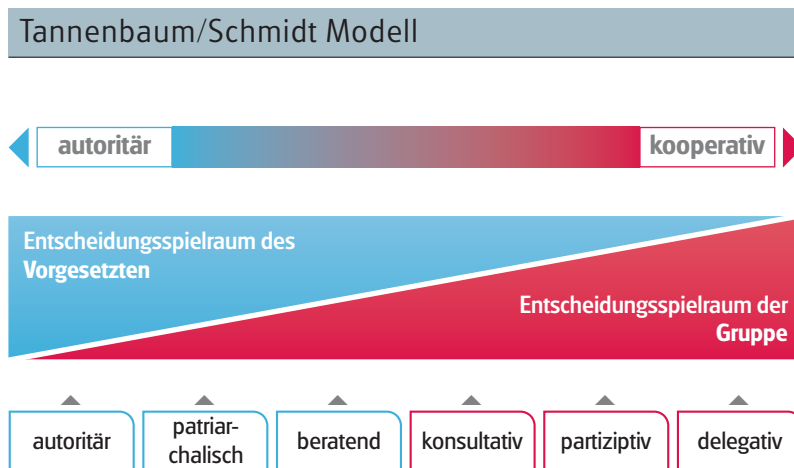 Tannenbaum/Schmidt Modell
autoritär
kooperativ
Entscheidungsspielraum des
Vorgesetzten
Entscheidungsspielraum der
Gruppe
autoritär
patriar-
chalisch
beratend
konsultativ
partiziptiv
delegativ